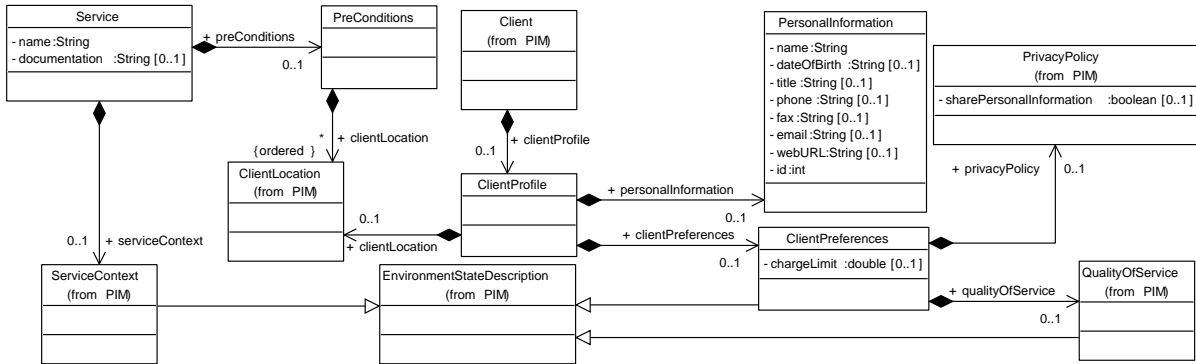 Service
- name :String
- documentation :String [0..1]
+ preConditions
0..1
PreConditions
Client
(from PIM)
PersonalInformation
- name :String
- dateOfBirth :String [0..1]
- title :String [0..1]
- phone :String [0..1]
- fax :String [0..1]
- email :String [0..1]
- webURL:String [0..1]
- id :int
PrivacyPolicy
(from PIM)
- sharePersonalInformation :boolean [0..1]
* + clientLocation
{ordered }
+ clientProfile
0..1
+ privacyPolicy
0..1
ClientLocation
(from PIM)
ClientProfile
+ personalInformation
0..1
0..1
+ clientLocation
+ clientPreferences
0..1
ClientPreferences
- chargeLimit :double [0..1]
0..1 + serviceContext
ServiceContext
(from PIM)
EnvironmentStateDescription
(from PIM)
+ qualityOfService
0..1
QualityOfService
(from PIM)